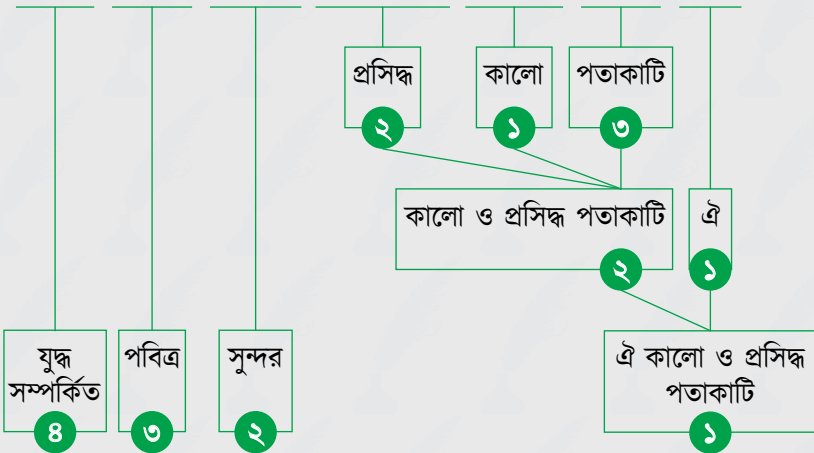 প্রসিদ্ধ কালো পতাকাটি
২ ১ ৩
কালো ও প্রসিদ্ধ পতাকাটি ঐ
২ ১
যুদ্ধ
সম্পর্কিত
৪
পবিত্র
৩
সুন্দর
২
ঐ কালো ও প্রসিদ্ধ
পতাকাটি
১